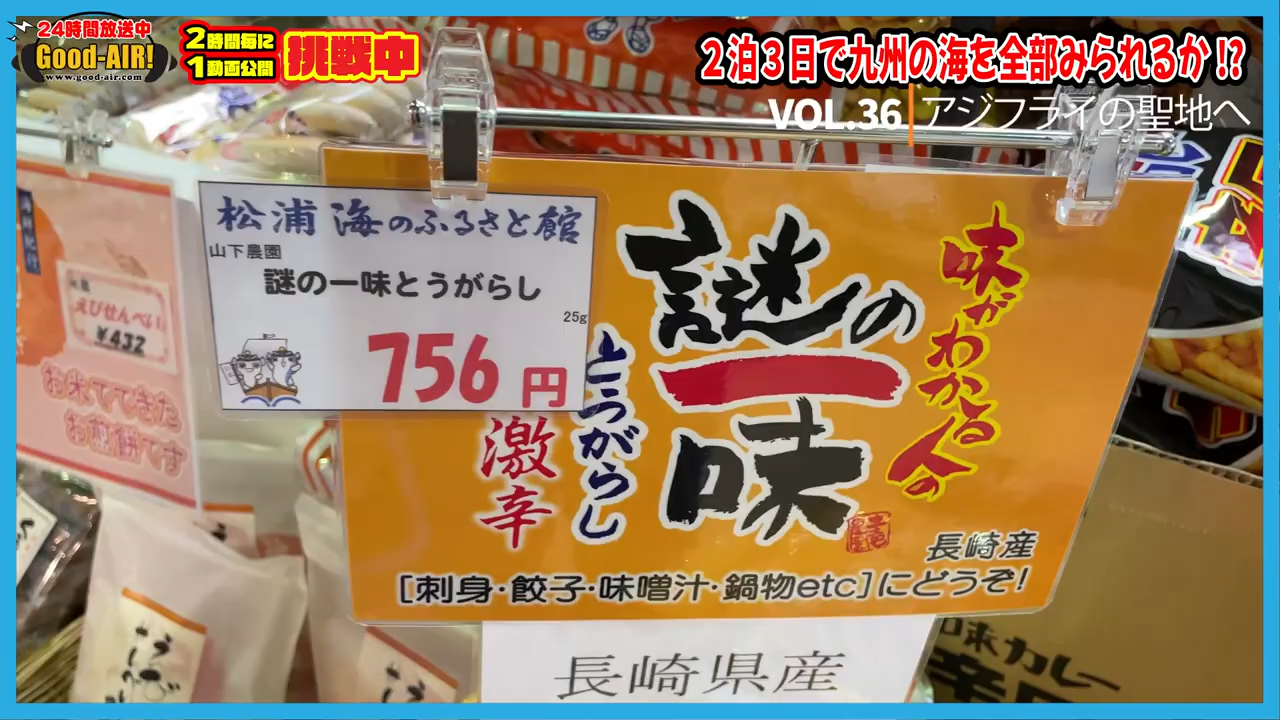 24時間放送中
Good-AIR!
www.good-air.com
2時間毎に
1動画公開
挑戦中
2泊3日で九州の海を全部みられるか!?
VOL.36 アジフライの聖地へ
松浦 海のふるさと館
山下農園
謎の一味とうがらし
25g
756円
味がわかる人の
謎の一味
とうがらし
激辛
長崎産
[刺身・餃子・味噌汁・鍋物etc]にどうぞ!
長崎県産
えびせんべい
¥432
お米でできた
お煎餅です
味カレー